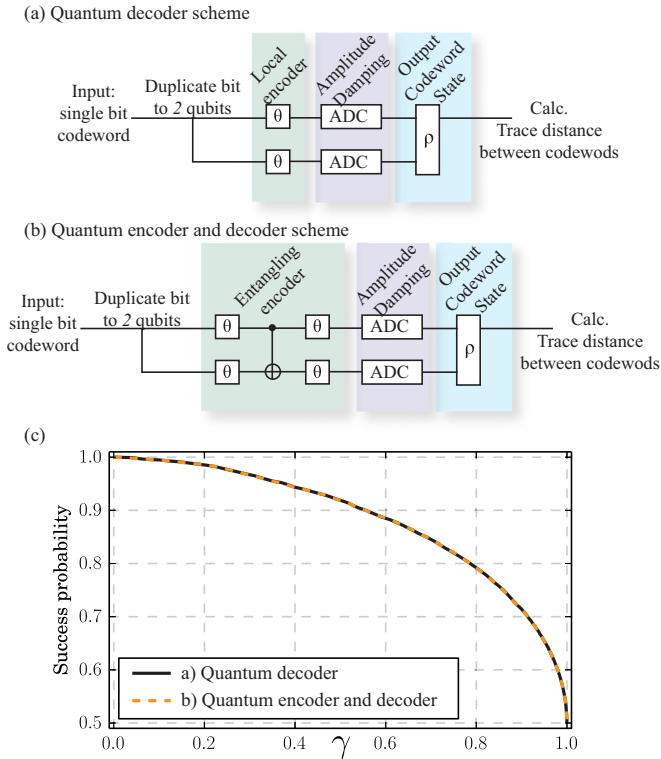 (a) Quantum decoder scheme
Local
encoder
Amplitude
Damping
Output
Codeword
State
Input:
single bit
codeword
Duplicate bit
to 2 qubits
θ
ADC
θ
ADC
ρ
Calc.
Trace distance
between codewods
(b) Quantum encoder and decoder scheme
Entangling
encoder
Amplitude
Damping
Output
Codeword
State
Input:
single bit
codeword
Duplicate bit
to 2 qubits
θ
θ
ADC
θ
θ
ADC
ρ
Calc.
Trace distance
between codewods
(c)
Success probability
1.0
0.9
0.8
0.7
0.6
0.5
a) Quantum decoder
b) Quantum encoder and decoder
0.0
0.2
0.4
0.6
0.8
1.0
γ